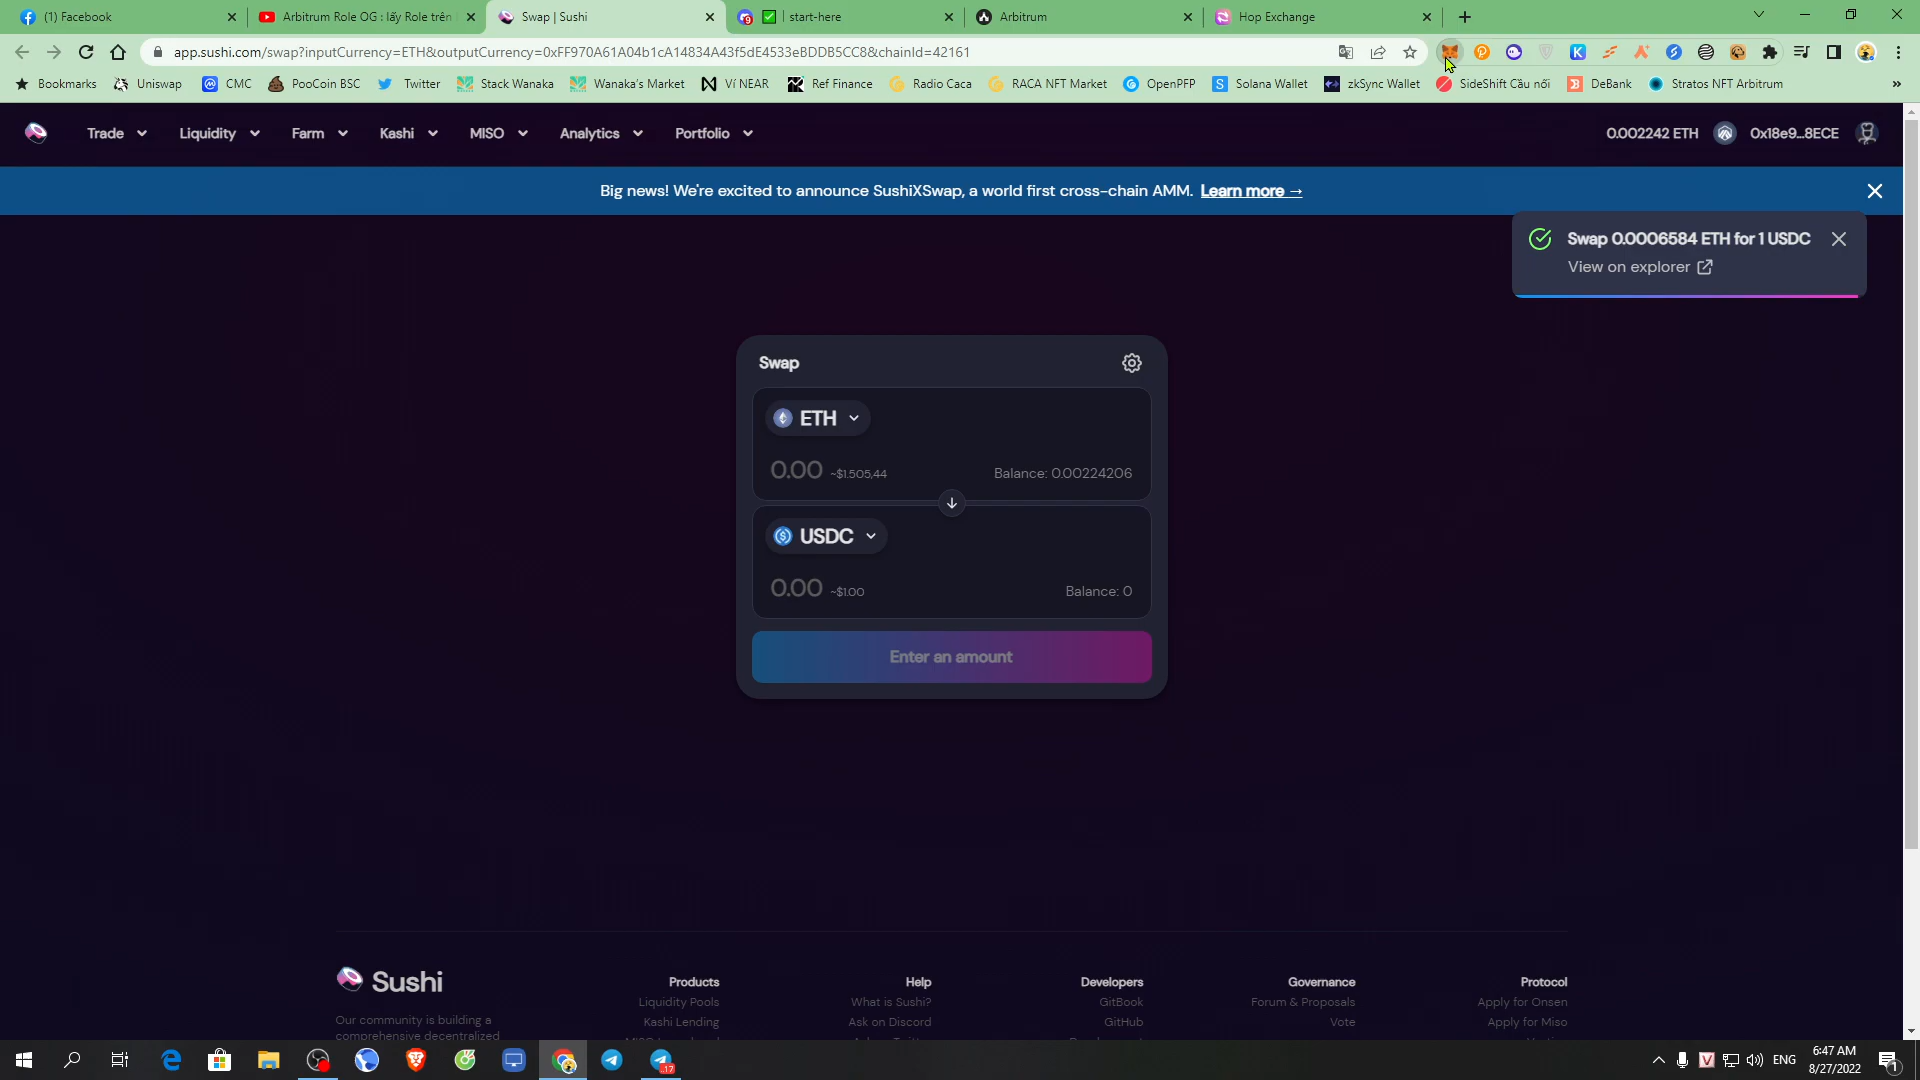 (1) Facebook
Arbitrum Role OG : lấy Role trên
Swap | Sushi
✅ | start-here
Arbitrum
Hop Exchange
app.sushi.com/swap?inputCurrency=ETH&outputCurrency=0xFF970A61A04b1cA14834A43f5dE4533eBDDB5CC8&chainId=42161
Bookmarks
Uniswap
CMC
PooCoin BSC
Twitter
Stack Wanaka
Wanaka's Market
Ví NEAR
Ref Finance
Radio Caca
RACA NFT Market
OpenPFP
Solana Wallet
zkSync Wallet
SideShift Cầu nối
DeBank
Stratos NFT Arbitrum
Trade
Liquidity
Farm
Kashi
MISO
Analytics
Portfolio
0.002242 ETH
0x18e9...8ECE
Big news! We're excited to announce SushiXSwap, a world first cross-chain AMM. Learn more →
Swap 0.0006584 ETH for 1 USDC
View on explorer
Swap
ETH
0.00 ~$1.505,44
Balance: 0.00224206
USDC
0.00 ~$1.00
Balance: 0
Enter an amount
Sushi
Our community is building a
comprehensive decentralized
Products
Liquidity Pools
Kashi Lending
Help
What is Sushi?
Ask on Discord
Developers
GitBook
GitHub
Governance
Forum & Proposals
Vote
Protocol
Apply for Onsen
Apply for Miso
ENG
6:47 AM
8/27/2022